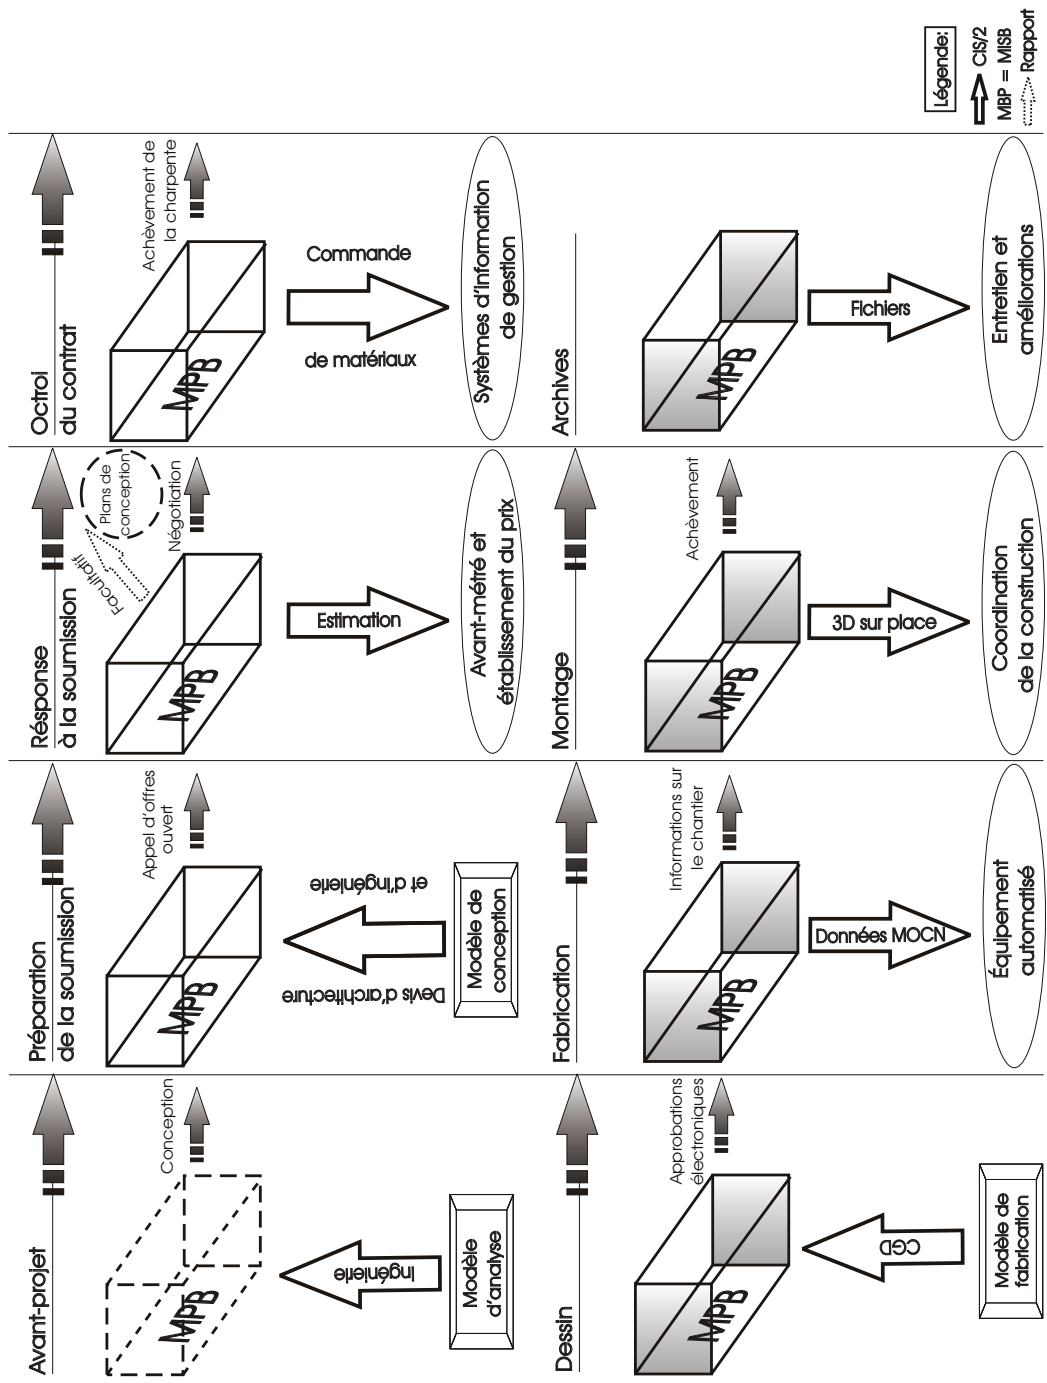 Avant-projet
Conception
MPB
Ingénierie
Modèle
d'analyse
Préparation
de la soumission
Appel d'offres
ouvert
MPB
Devis d'architecture
et d'ingénierie
Modèle de
conception
Résponse
à la soumission
Plans de
conception
Facultatif
Négotiation
MPB
Estimation
Avant-métré et
établissement du prix
Octroi
du contrat
Achèvement de
la charpente
MPB
Commande
de matériaux
Systèmes d'information
de gestion
Dessin
Approbations
électroniques
MPB
CGD
Modèle de
fabrication
Fabrication
Informations sur
le chantier
MPB
Données MOCN
Équipement
automatisé
Montage
Achèvement
MPB
3D sur place
Coordination
de la construction
Archives
MPB
Fichiers
Entretien et
améliorations
Légende:
CIS/2
MBP = MISB
Rapport